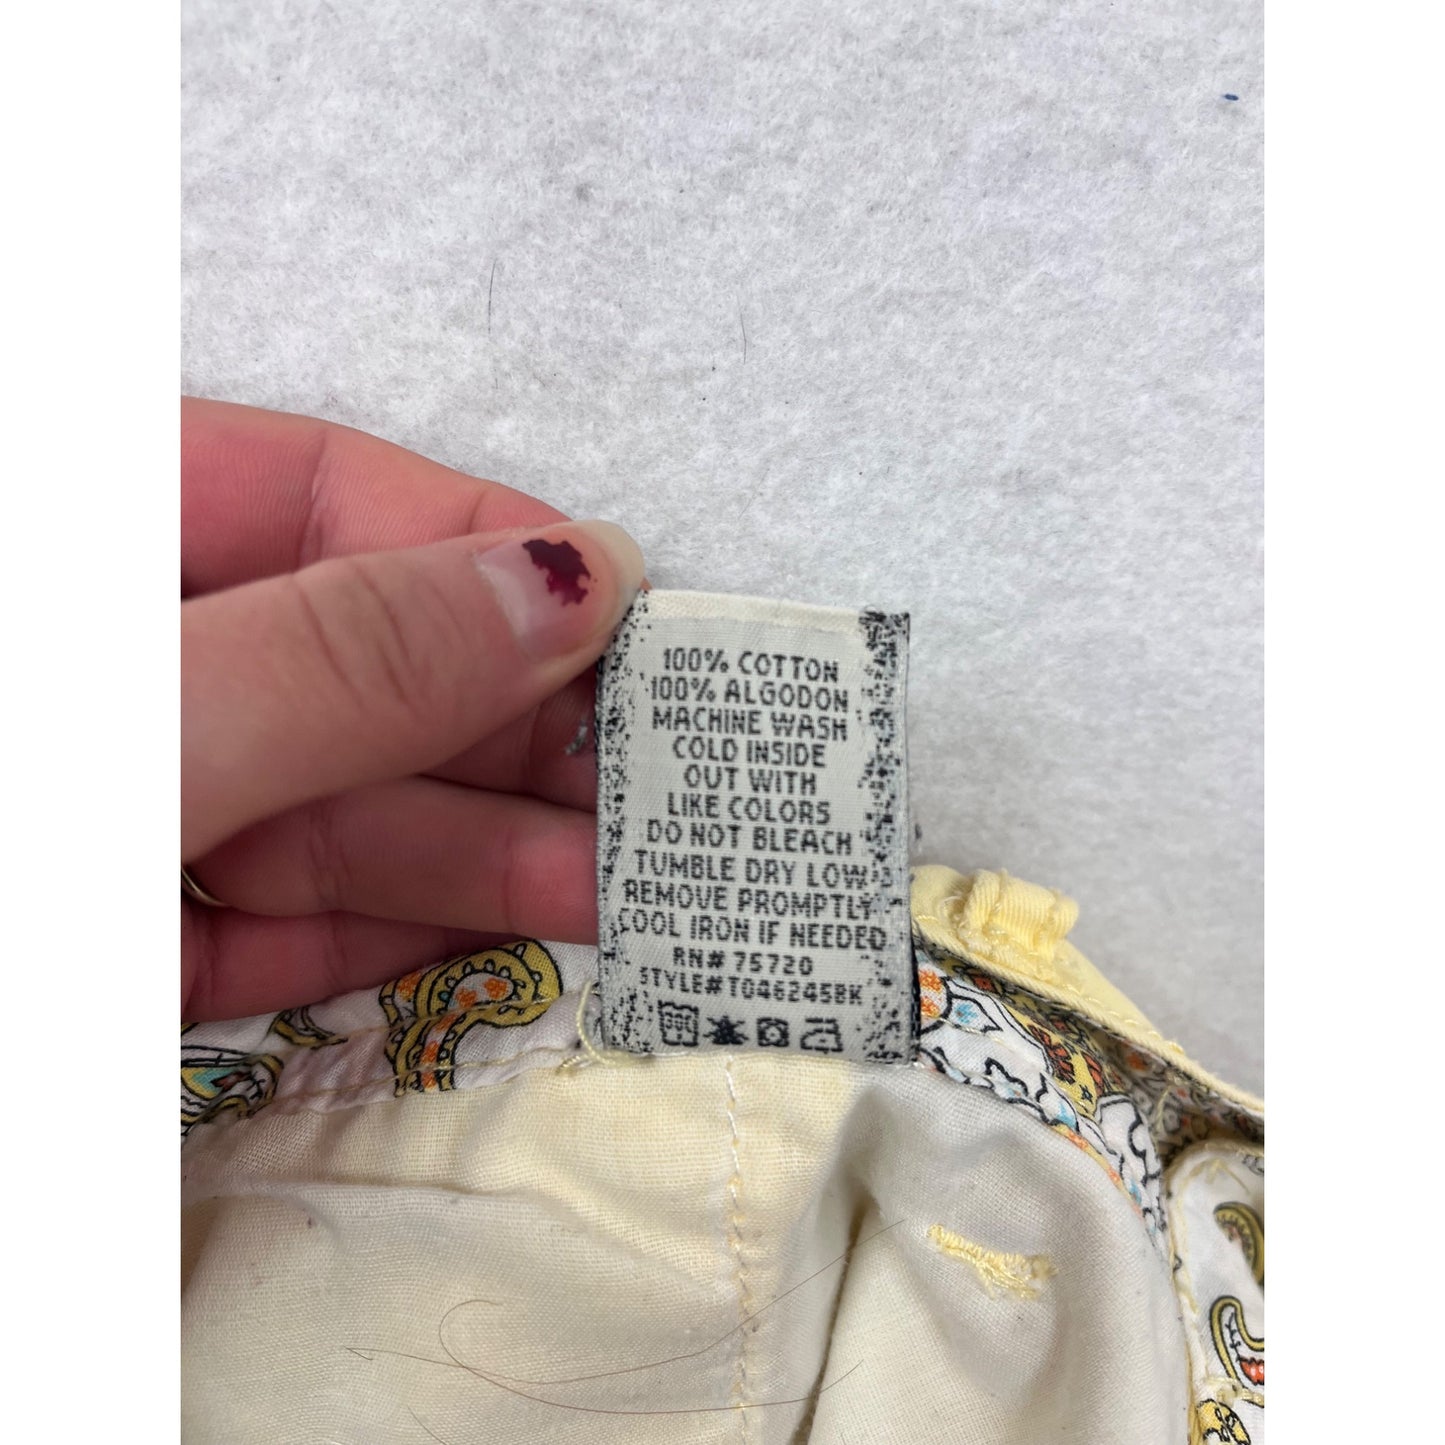 100% COTTON
100% ALGODON
MACHINE WASH
COLD INSIDE
OUT WITH
LIKE COLORS
DO NOT BLEACH
TUMBLE DRY LOW
REMOVE PROMPTLY
COOL IRON IF NEEDED
RN# 75720
STYLE# T046245BK
30C